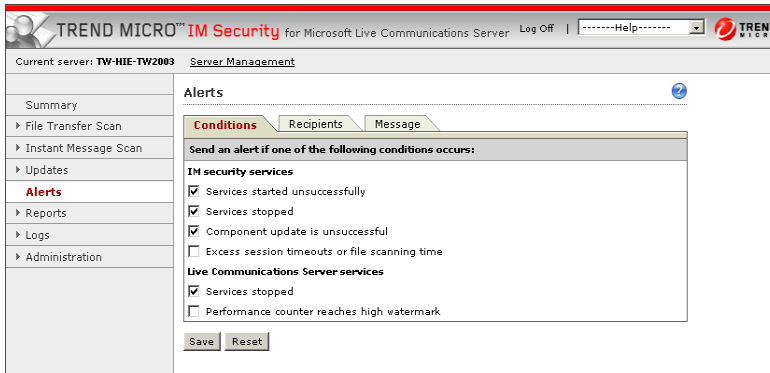 TREND MICRO™ IM Security for Microsoft Live Communications Server Log Off | -------Help------- TREN
MICR
Current server: TW-HIE-TW2003 Server Management
Alerts ?
Summary
File Transfer Scan
Instant Message Scan
Updates
Alerts
Reports
Logs
Administration
Conditions Recipients Message
Send an alert if one of the following conditions occurs:
IM security services
Services started unsuccessfully
Services stopped
Component update is unsuccessful
Excess session timeouts or file scanning time
Live Communications Server services
Services stopped
Performance counter reaches high watermark
Save Reset